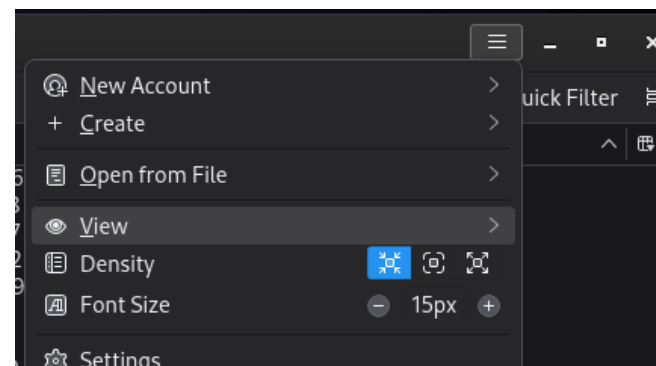 New Account
Create
uick Filter
Open from File
View
Density
Font Size
15px
Settings